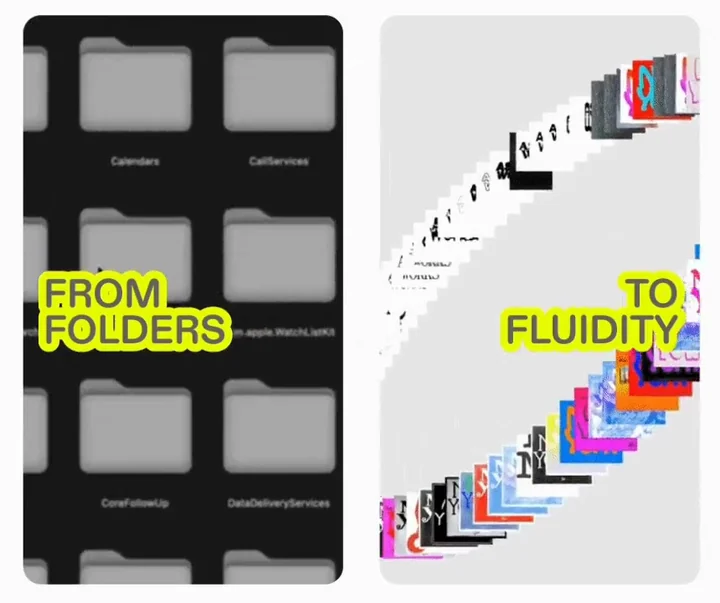 Calendars
CallServices
FROM
FOLDERS
TO
FLUIDITY
m.apple.WatchListKit
CoreFollowUp
DataDeliveryServices